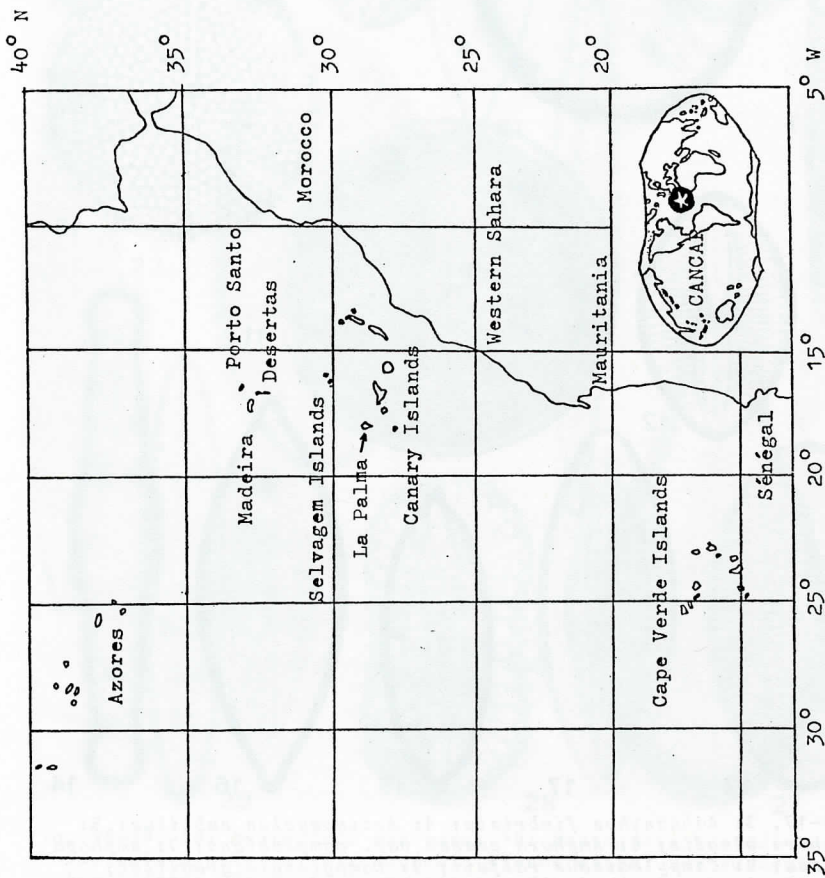 40° N
Azores
35°
Madeira
Porto Santo
Desertas
Morocco
Selvagem Islands
30°
La Palma
Canary Islands
25°
Western Sahara
Mauritania
20°
Cape Verde Islands
CANCAP
Sénégal
35°
30°
25°
20°
15°
5° W